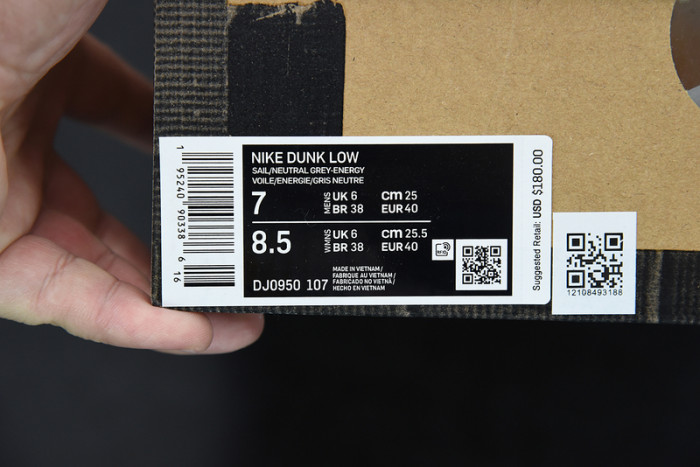 NIKE DUNK LOW
SAIL/NEUTRAL GREY-ENERGY
VOILE/ENERGIE/GRIS NEUTRE
7 MENS UK 6 cm 25
BR 38 EUR 40
8.5 WMNS UK 6 cm 25.5
BR 38 EUR 40
RFID
DJ0950 107
MADE IN VIETNAM /
FABRIQUE AU VIETNAM /
FABRICADO NO VIETNÃ /
HECHO EN VIETNAM
1 95240 90338 6 16
Suggested Retail: USD $180.00
12108493188